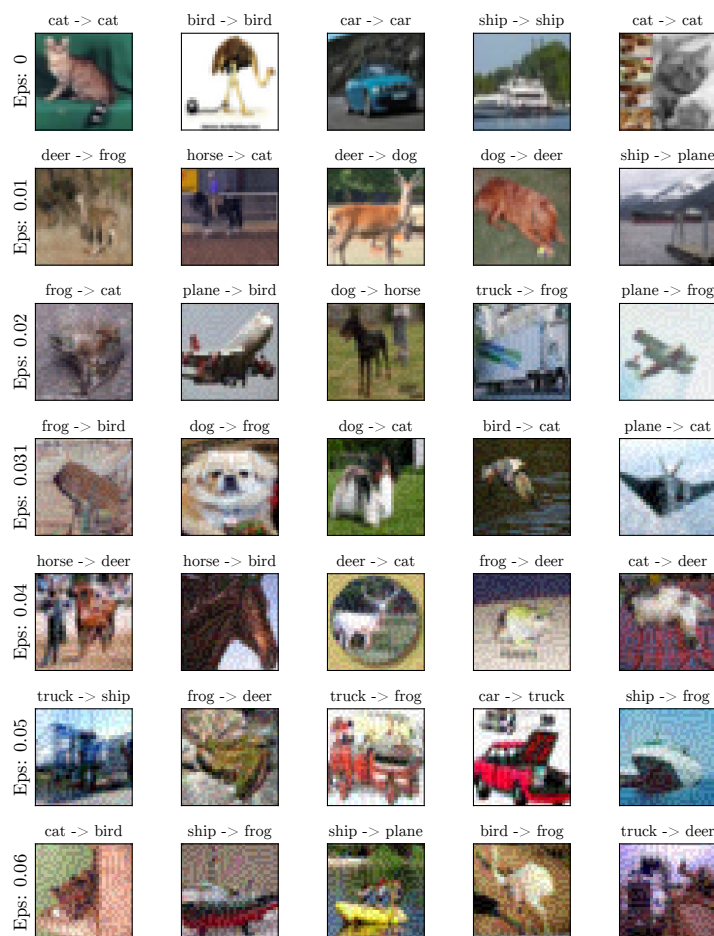 cat -> cat bird -> bird car -> car ship -> ship cat -> cat
Eps: 0
deer -> frog horse -> cat deer -> dog dog -> deer ship -> plane
Eps: 0.01
frog -> cat plane -> bird dog -> horse truck -> frog plane -> frog
Eps: 0.02
frog -> bird dog -> frog dog -> cat bird -> cat plane -> cat
Eps: 0.031
horse -> deer horse -> bird deer -> cat frog -> deer cat -> deer
Eps: 0.04
truck -> ship frog -> deer truck -> frog car -> truck ship -> frog
Eps: 0.05
cat -> bird ship -> frog ship -> plane bird -> frog truck -> deer
Eps: 0.06